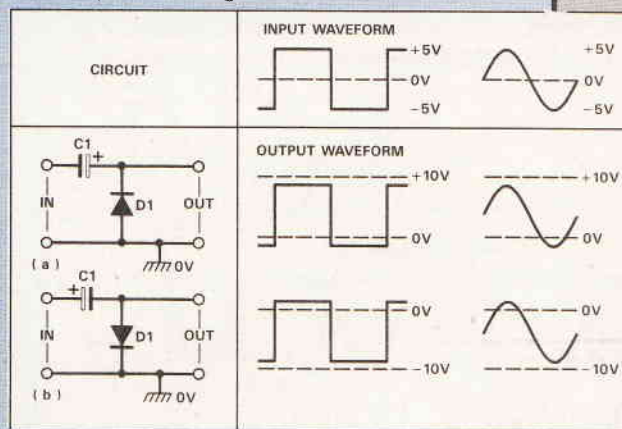 INPUT WAVEFORM
CIRCUIT
+5V
0V
−5V
+5V
0V
−5V
OUTPUT WAVEFORM
C1
+
IN
D1
OUT
0V
(a)
+10V
0V
+10V
0V
C1
+
IN
D1
OUT
0V
(b)
0V
−10V
0V
−10V